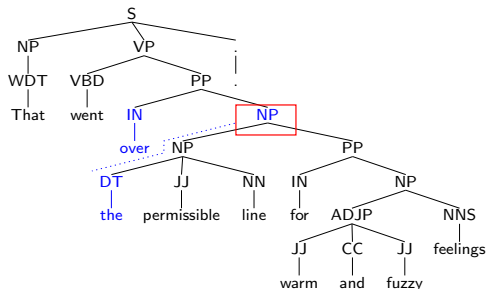 S
NP VP .
WDT VBD PP .
That went IN NP
over NP PP
DT JJ NN IN NP
the permissible line for ADJP NNS
JJ CC JJ feelings
warm and fuzzy